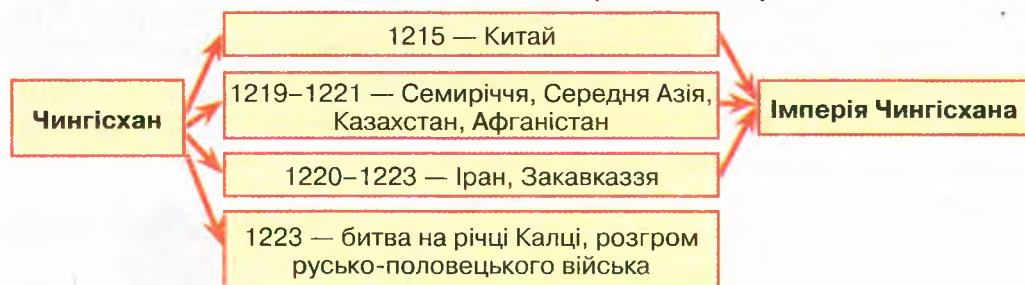 1215 — Китай
Чингісхан
1219–1221 — Семиріччя, Середня Азія,
Казахстан, Афганістан
Імперія Чингісхана
1220–1223 — Іран, Закавказзя
1223 — битва на річці Калці, розгром
русько-половецького війська